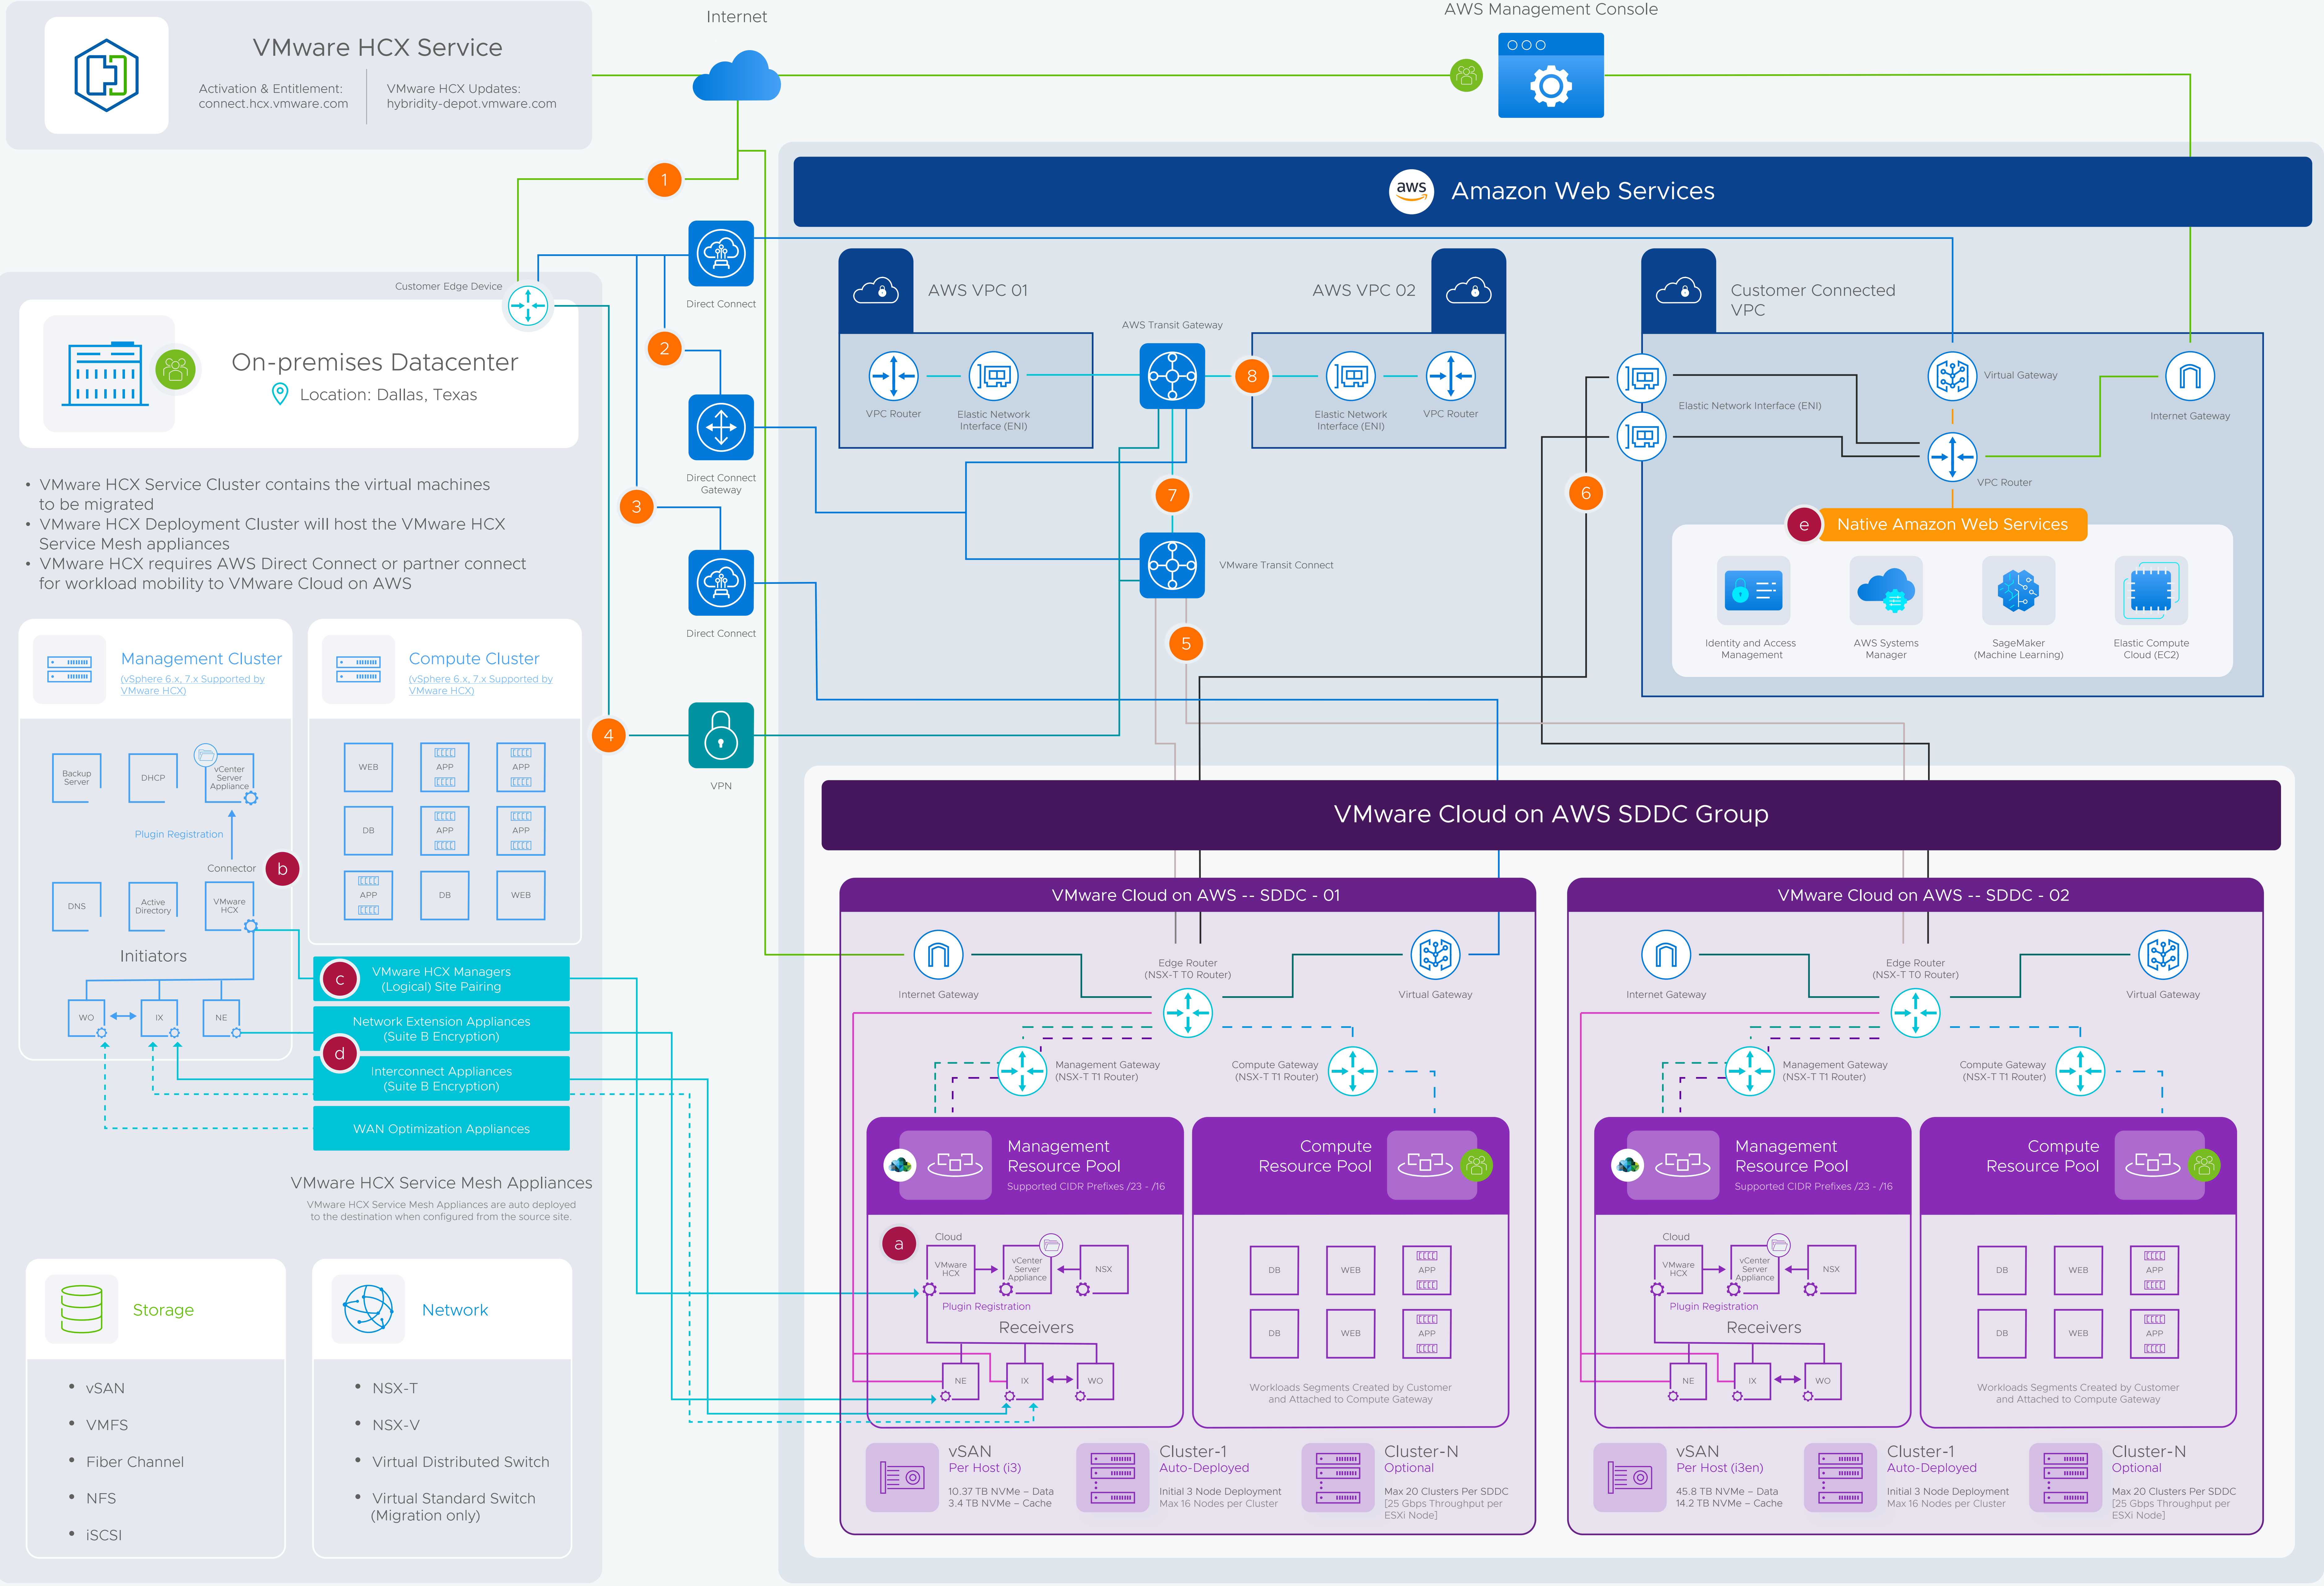 VMware HCX Service
Activation & Entitlement:
connect.hcx.vmware.com
VMware HCX Updates:
hybridity-depot.vmware.com
Internet
AWS Management Console
1
aws
Amazon Web Services
Customer Edge Device
On-premises Datacenter
Location: Dallas, Texas
• VMware HCX Service Cluster contains the virtual machines
to be migrated
• VMware HCX Deployment Cluster will host the VMware HCX
Service Mesh appliances
• VMware HCX requires AWS Direct Connect or partner connect
for workload mobility to VMware Cloud on AWS
Direct Connect
2
Direct Connect
Gateway
3
Direct Connect
4
VPN
AWS VPC 01
VPC Router
Elastic Network
Interface (ENI)
AWS Transit Gateway
8
AWS VPC 02
Elastic Network
Interface (ENI)
VPC Router
7
VMware Transit Connect
5
6
Customer Connected
VPC
Elastic Network Interface (ENI)
Virtual Gateway
Internet Gateway
VPC Router
e
Native Amazon Web Services
Identity and Access
Management
AWS Systems
Manager
SageMaker
(Machine Learning)
Elastic Compute
Cloud (EC2)
Management Cluster
(vSphere 6.x, 7.x Supported by
VMware HCX)
Backup
Server
DHCP
vCenter
Server
Appliance
Plugin Registration
Connector
b
DNS
Active
Directory
VMware
HCX
Initiators
WO
IX
NE
Compute Cluster
(vSphere 6.x, 7.x Supported by
VMware HCX)
WEB
APP
APP
DB
APP
APP
APP
DB
WEB
c
VMware HCX Managers
(Logical) Site Pairing
Network Extension Appliances
(Suite B Encryption)
d
Interconnect Appliances
(Suite B Encryption)
WAN Optimization Appliances
VMware HCX Service Mesh Appliances
VMware HCX Service Mesh Appliances are auto deployed
to the destination when configured from the source site.
Storage
• vSAN
• VMFS
• Fiber Channel
• NFS
• iSCSI
Network
• NSX-T
• NSX-V
• Virtual Distributed Switch
• Virtual Standard Switch
(Migration only)
VMware Cloud on AWS SDDC Group
VMware Cloud on AWS -- SDDC - 01
Internet Gateway
Edge Router
(NSX-T T0 Router)
Virtual Gateway
Management Gateway
(NSX-T T1 Router)
Compute Gateway
(NSX-T T1 Router)
Management
Resource Pool
Supported CIDR Prefixes /23 - /16
a
Cloud
VMware
HCX
vCenter
Server
Appliance
NSX
Plugin Registration
Receivers
NE
IX
WO
Compute
Resource Pool
DB
WEB
APP
DB
WEB
APP
Workloads Segments Created by Customer
and Attached to Compute Gateway
vSAN
Per Host (i3)
10.37 TB NVMe – Data
3.4 TB NVMe – Cache
Cluster-1
Auto-Deployed
Initial 3 Node Deployment
Max 16 Nodes per Cluster
Cluster-N
Optional
Max 20 Clusters Per SDDC
[25 Gbps Throughput per
ESXi Node]
VMware Cloud on AWS -- SDDC - 02
Internet Gateway
Edge Router
(NSX-T T0 Router)
Virtual Gateway
Management Gateway
(NSX-T T1 Router)
Compute Gateway
(NSX-T T1 Router)
Management
Resource Pool
Supported CIDR Prefixes /23 - /16
Cloud
VMware
HCX
vCenter
Server
Appliance
NSX
Plugin Registration
Receivers
NE
IX
WO
Compute
Resource Pool
DB
WEB
APP
DB
WEB
APP
Workloads Segments Created by Customer
and Attached to Compute Gateway
vSAN
Per Host (i3en)
45.8 TB NVMe – Data
14.2 TB NVMe – Cache
Cluster-1
Auto-Deployed
Initial 3 Node Deployment
Max 16 Nodes per Cluster
Cluster-N
Optional
Max 20 Clusters Per SDDC
[25 Gbps Throughput per
ESXi Node]